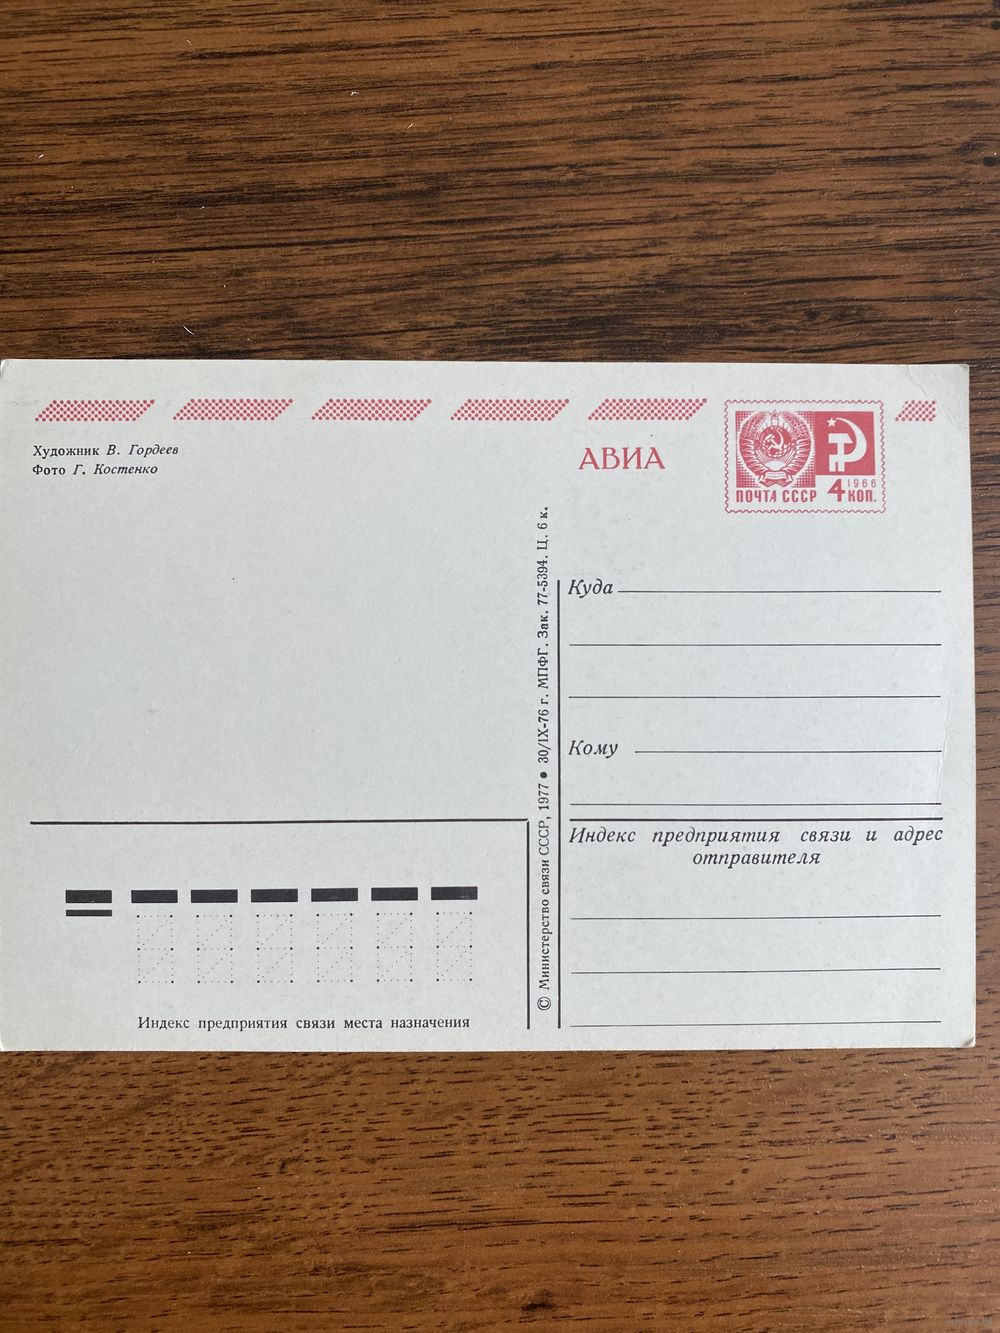 Художник В. Гордеев
Фото Г. Костенко
АВИА
ПОЧТА СССР
1966
4 КОП.
Куда
Кому
Индекс предприятия связи и адрес
отправителя
© Министерство связи СССР, 1977 ● 30/IX-76 г. МПФГ. Зак. 77-5394. Ц. 6 к.
Индекс предприятия связи места назначения